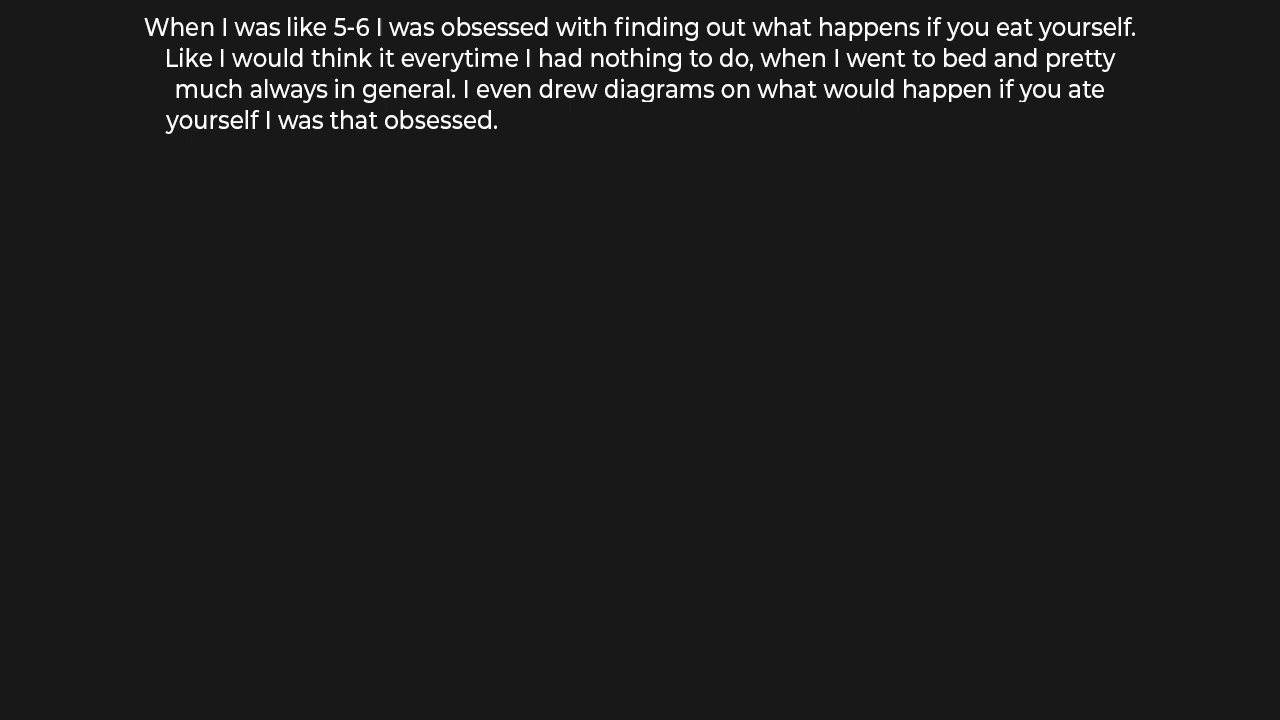 When I was like 5-6 I was obsessed with finding out what happens if you eat yourself.
Like I would think it everytime I had nothing to do, when I went to bed and pretty
much always in general. I even drew diagrams on what would happen if you ate
yourself I was that obsessed.